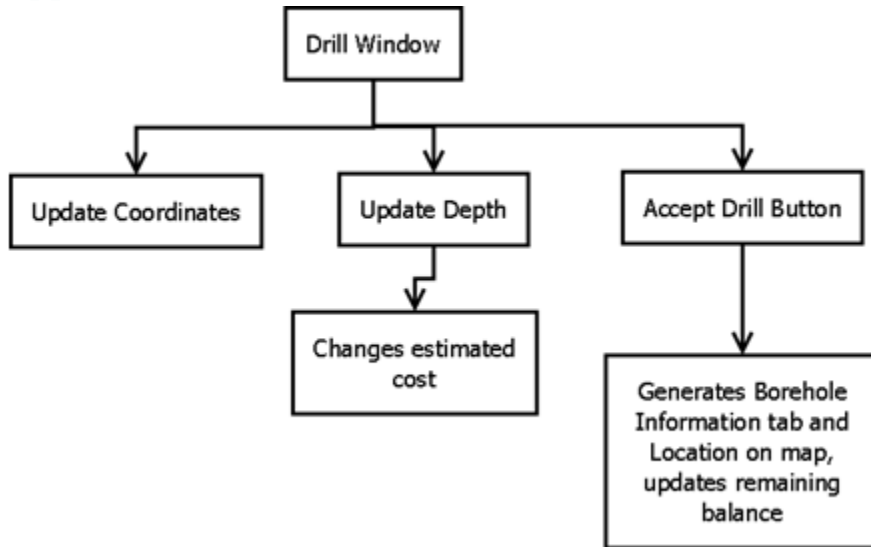 Drill Window
Update Coordinates
Update Depth
Accept Drill Button
Changes estimated
cost
Generates Borehole
Information tab and
Location on map,
updates remaining
balance